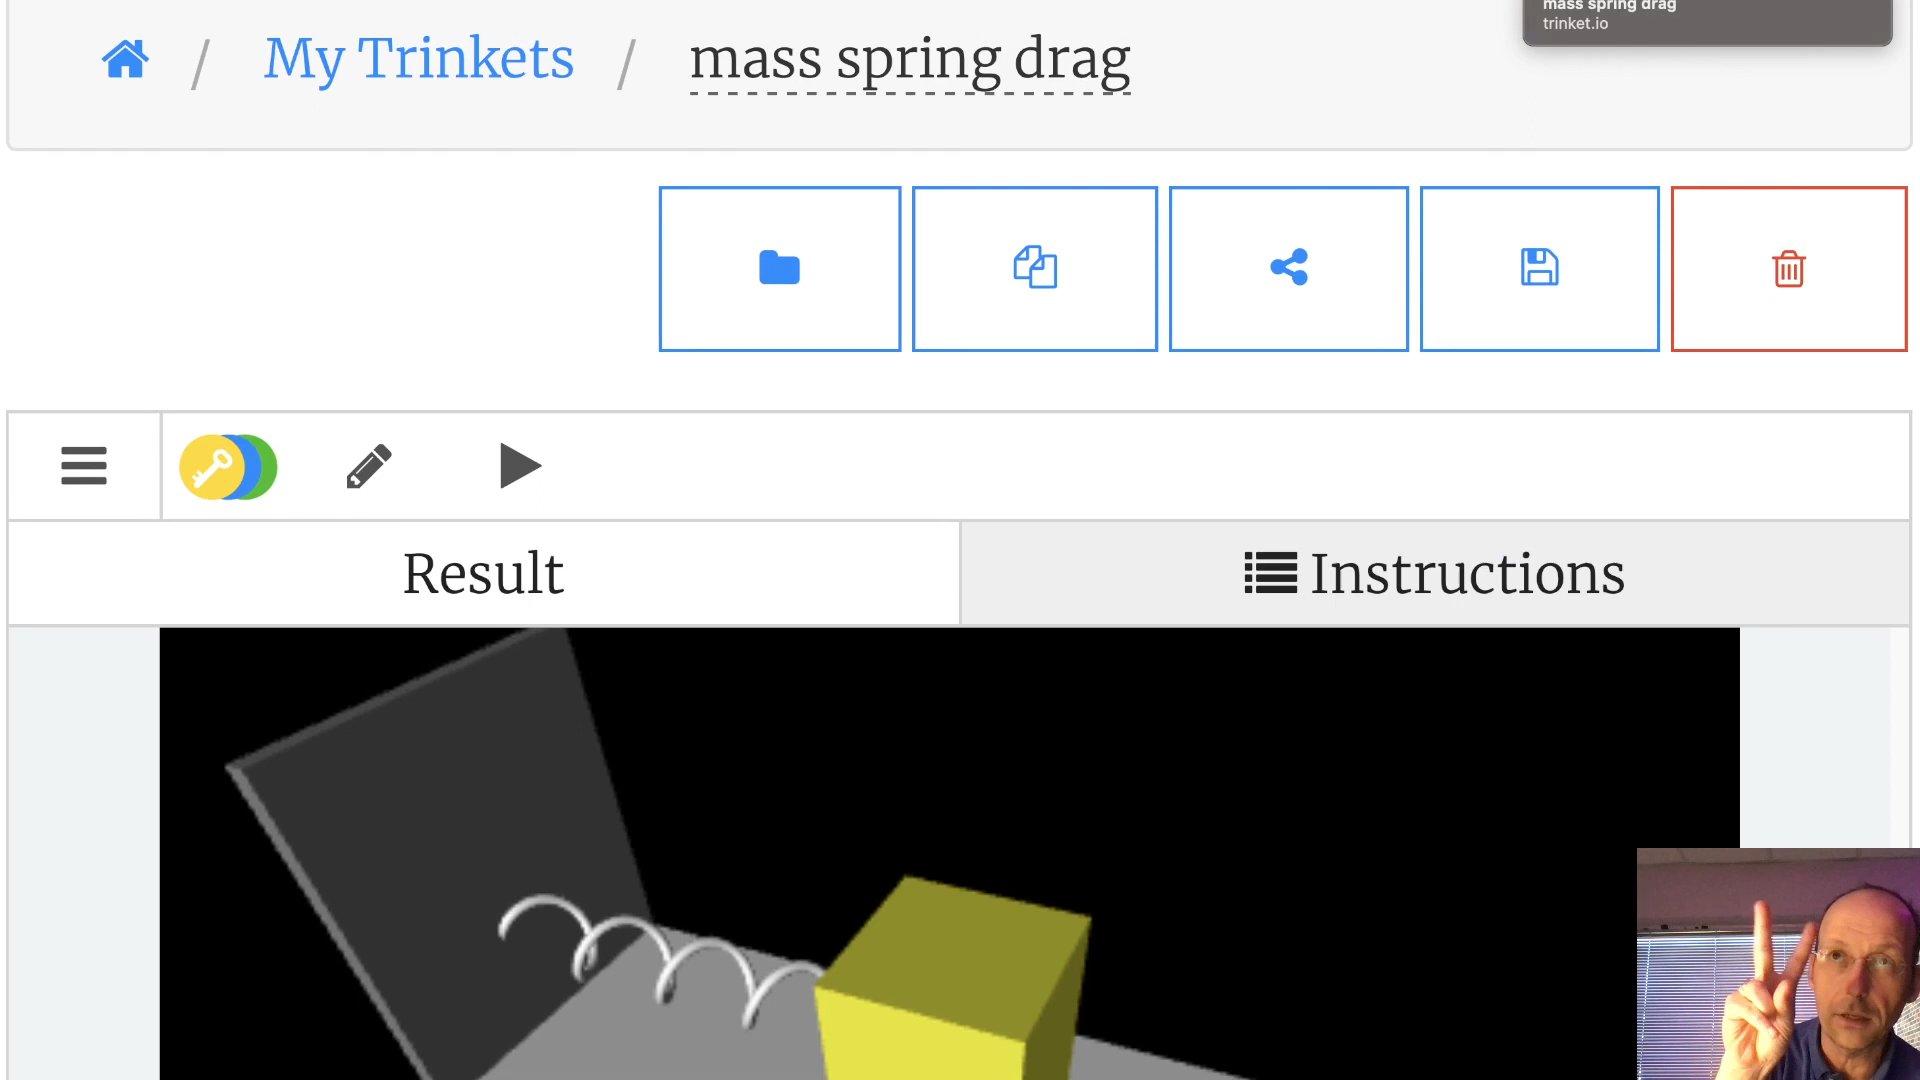 mass spring drag
trinket.io
/ My Trinkets / mass spring drag
Result
Instructions